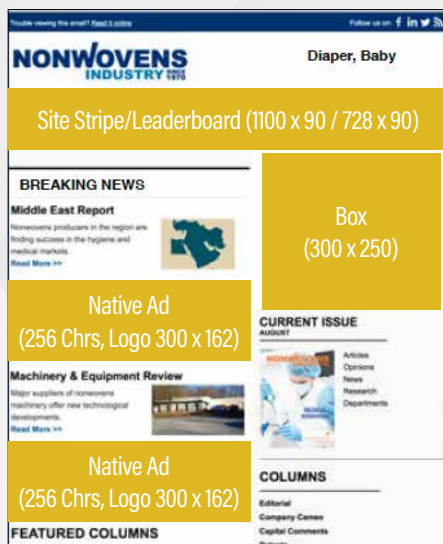 Trouble viewing this email? Read it online
Follow us on:
NONWOVENS
INDUSTRY SINCE 1970
Diaper, Baby
Site Stripe/Leaderboard (1100 x 90 / 728 x 90)
BREAKING NEWS
Middle East Report
Nonwovens producers in the region are
finding success in the hygiene and
medical markets.
Read More >>
Box
(300 x 250)
Native Ad
(256 Chrs, Logo 300 x 162)
CURRENT ISSUE
AUGUST
NONWOVENS
MEDICAL
Articles
Opinions
News
Research
Departments
Machinery & Equipment Review
Major suppliers of nonwovens
machinery offer new technological
developments.
Read More >>
Native Ad
(256 Chrs, Logo 300 x 162)
COLUMNS
Editorial
Company Cameo
Capital Comments
FEATURED COLUMNS